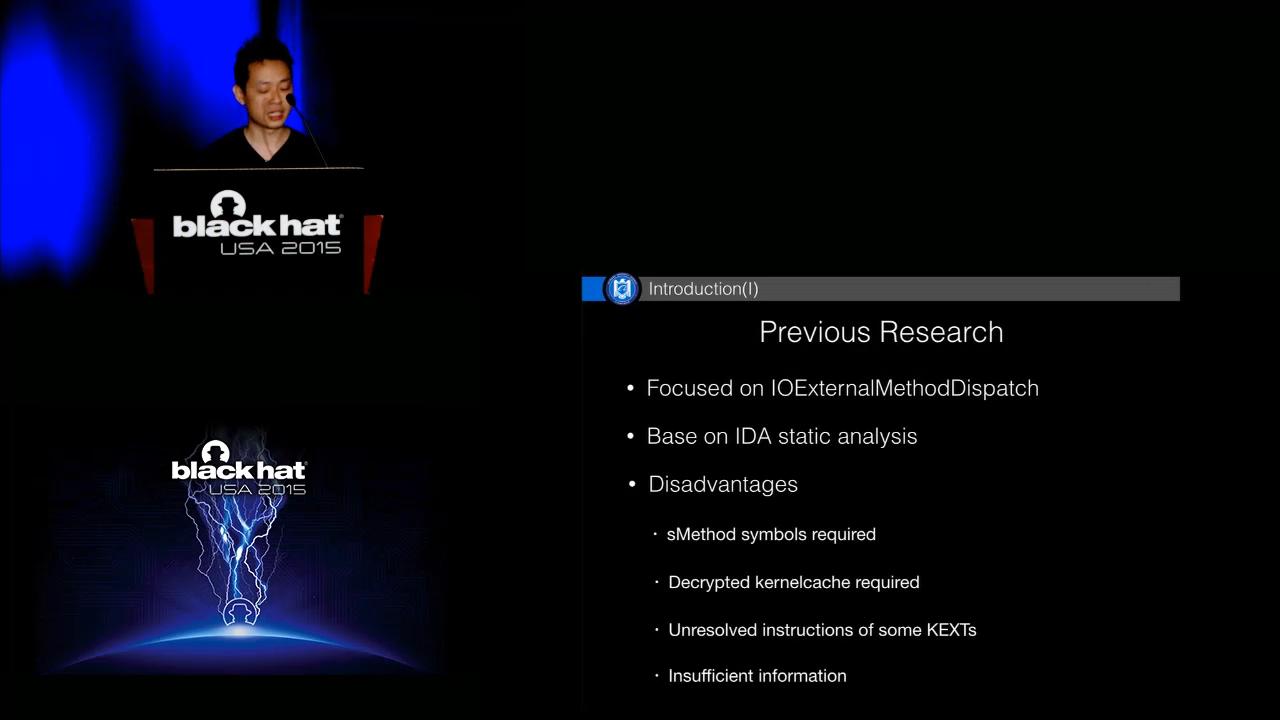 black hat
USA 2015
black hat
USA 2015
Introduction(I)
Previous Research
• Focused on IOExternalMethodDispatch
• Base on IDA static analysis
• Disadvantages
· sMethod symbols required
· Decrypted kernelcache required
· Unresolved instructions of some KEXTs
· Insufficient information